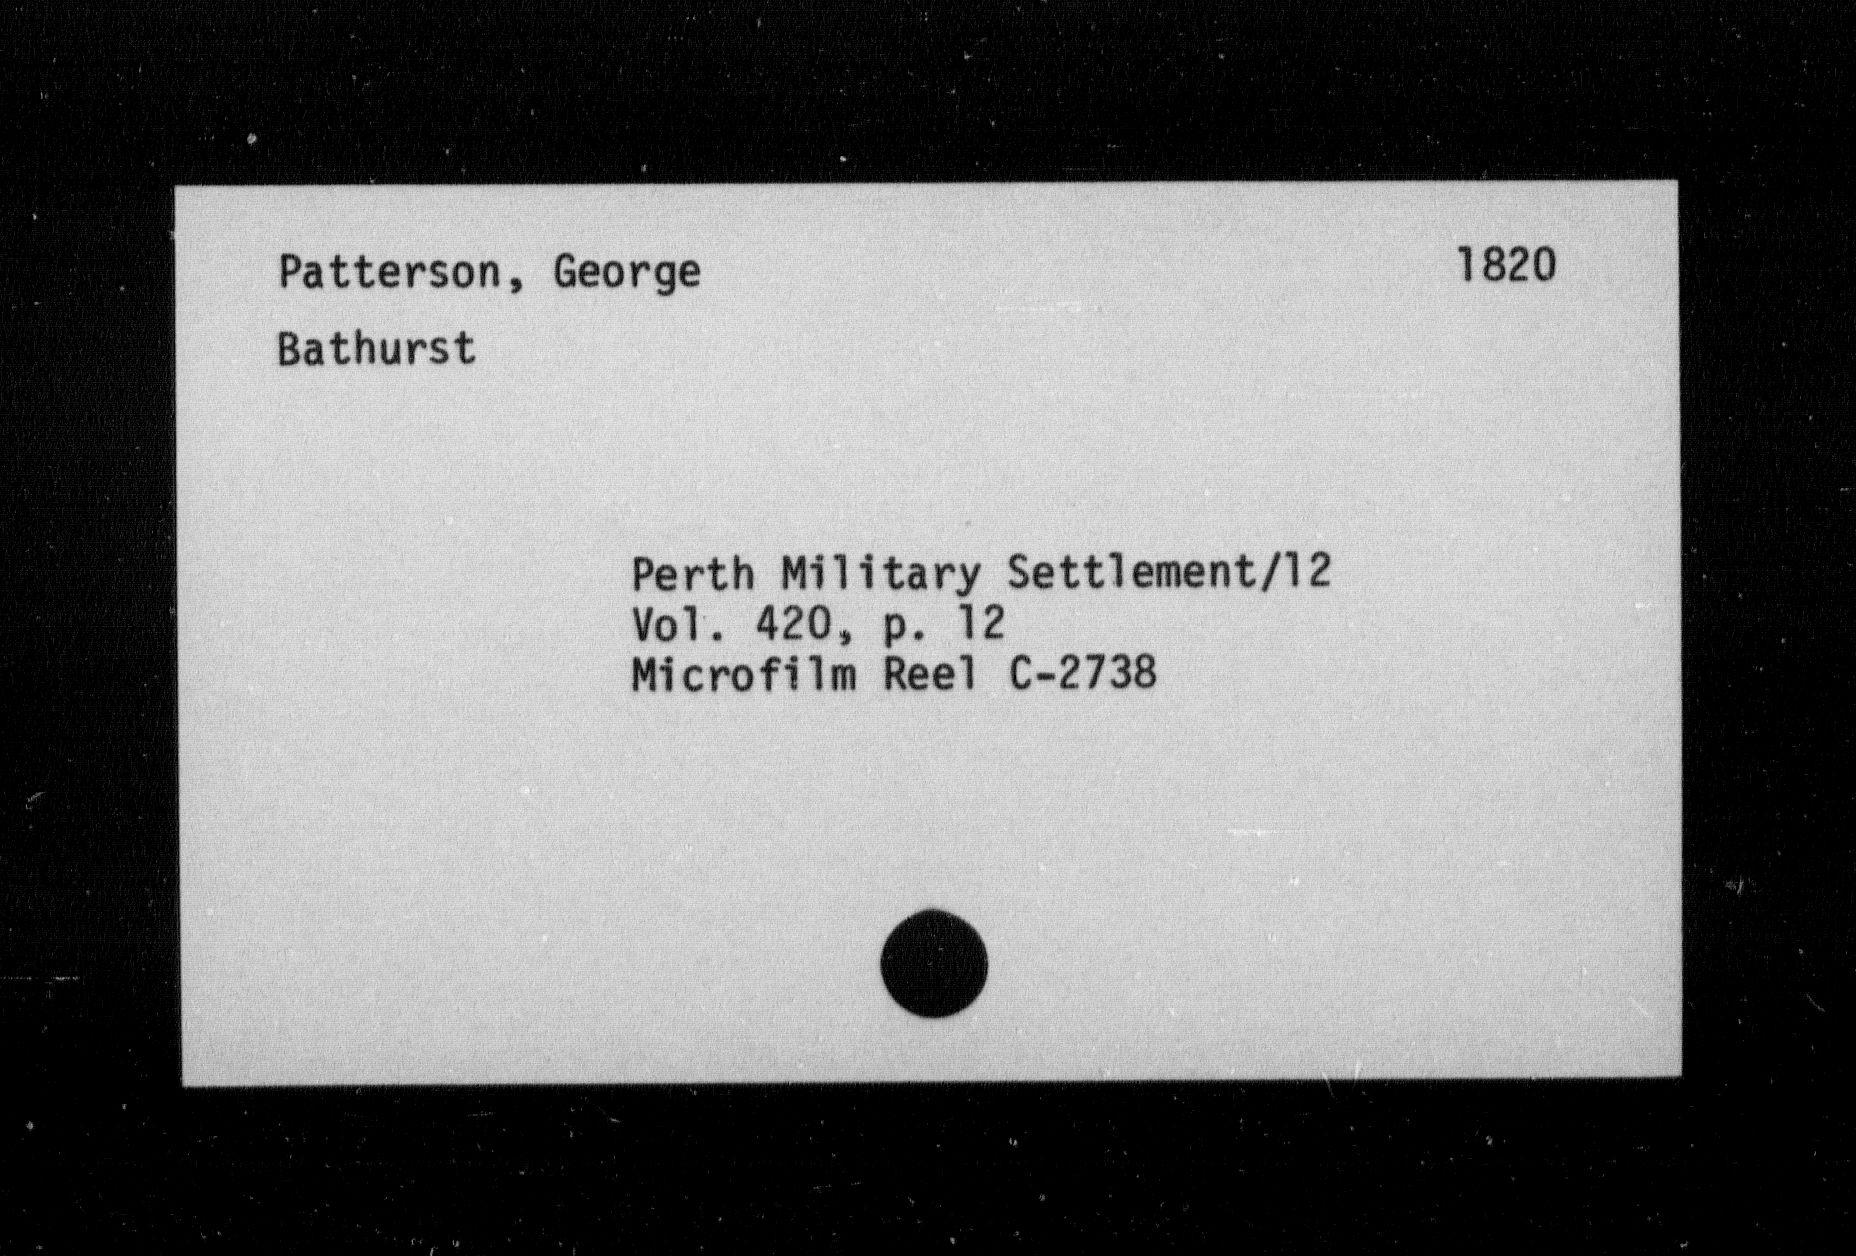 Patterson, George 1820
Bathurst
Perth Military Settlement/12
Vol. 420, p. 12
Microfilm Reel C-2738